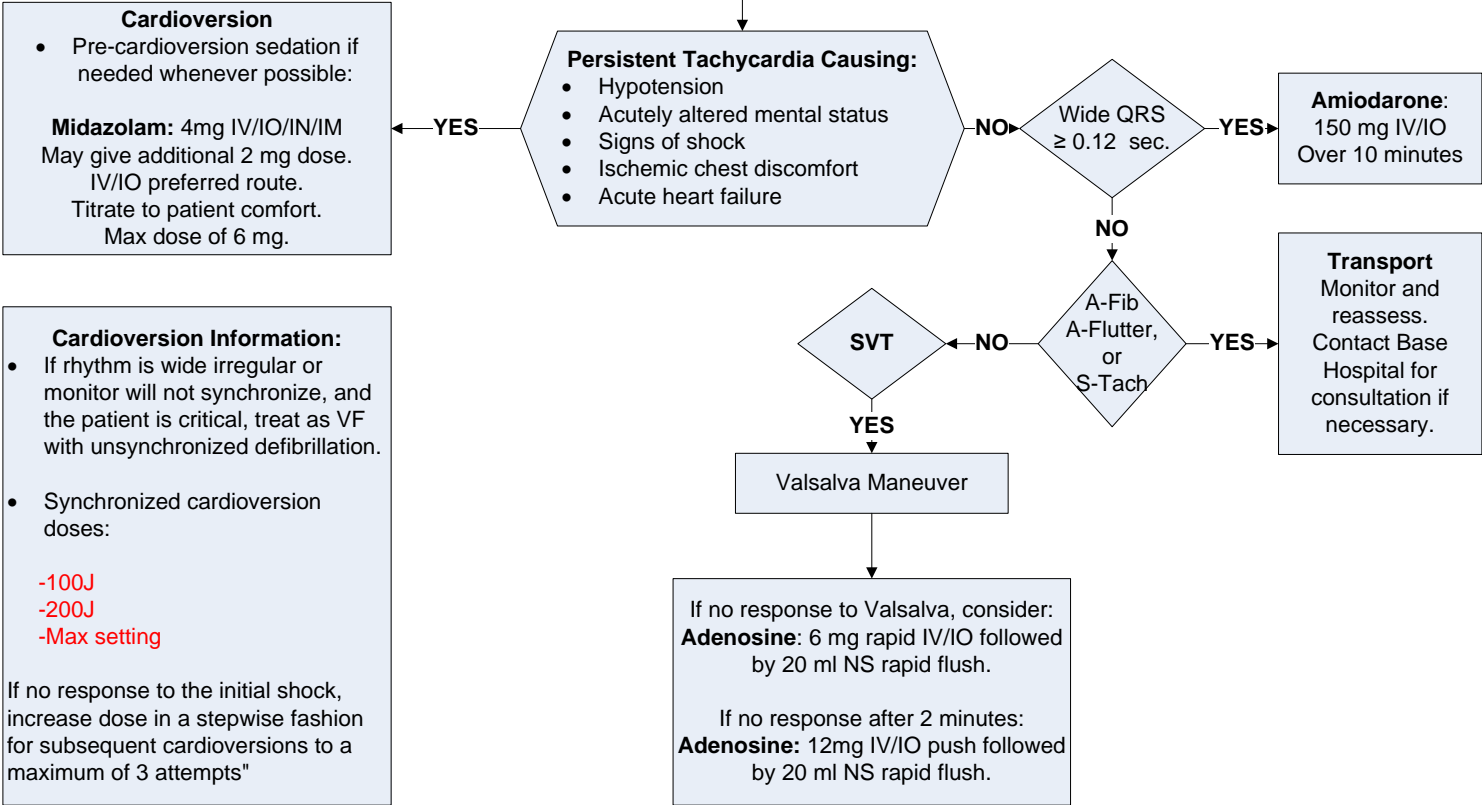 Cardioversion
• Pre-cardioversion sedation if
needed whenever possible:
Midazolam: 4mg IV/IO/IN/IM
May give additional 2 mg dose.
IV/IO preferred route.
Titrate to patient comfort.
Max dose of 6 mg.
YES
Persistent Tachycardia Causing:
• Hypotension
• Acutely altered mental status
• Signs of shock
• Ischemic chest discomfort
• Acute heart failure
NO
Wide QRS
≥ 0.12 sec.
YES
Amiodarone:
150 mg IV/IO
Over 10 minutes
NO
A-Fib
A-Flutter,
or
S-Tach
YES
Transport
Monitor and
reassess.
Contact Base
Hospital for
consultation if
necessary.
NO
SVT
YES
Valsalva Maneuver
If no response to Valsalva, consider:
Adenosine: 6 mg rapid IV/IO followed
by 20 ml NS rapid flush.
If no response after 2 minutes:
Adenosine: 12mg IV/IO push followed
by 20 ml NS rapid flush.
Cardioversion Information:
• If rhythm is wide irregular or
monitor will not synchronize, and
the patient is critical, treat as VF
with unsynchronized defibrillation.
• Synchronized cardioversion
doses:
-100J
-200J
-Max setting
If no response to the initial shock,
increase dose in a stepwise fashion
for subsequent cardioversions to a
maximum of 3 attempts"